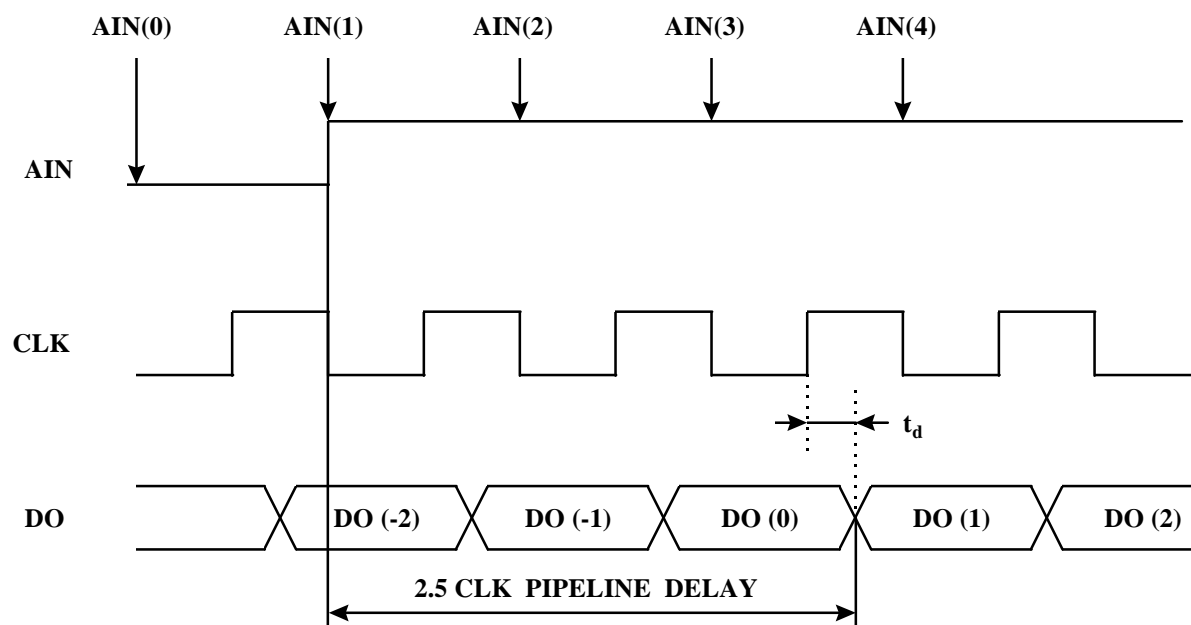 AIN(0) AIN(1) AIN(2) AIN(3) AIN(4)
AIN
CLK
td
DO DO (-2) DO (-1) DO (0) DO (1) DO (2)
2.5 CLK PIPELINE DELAY